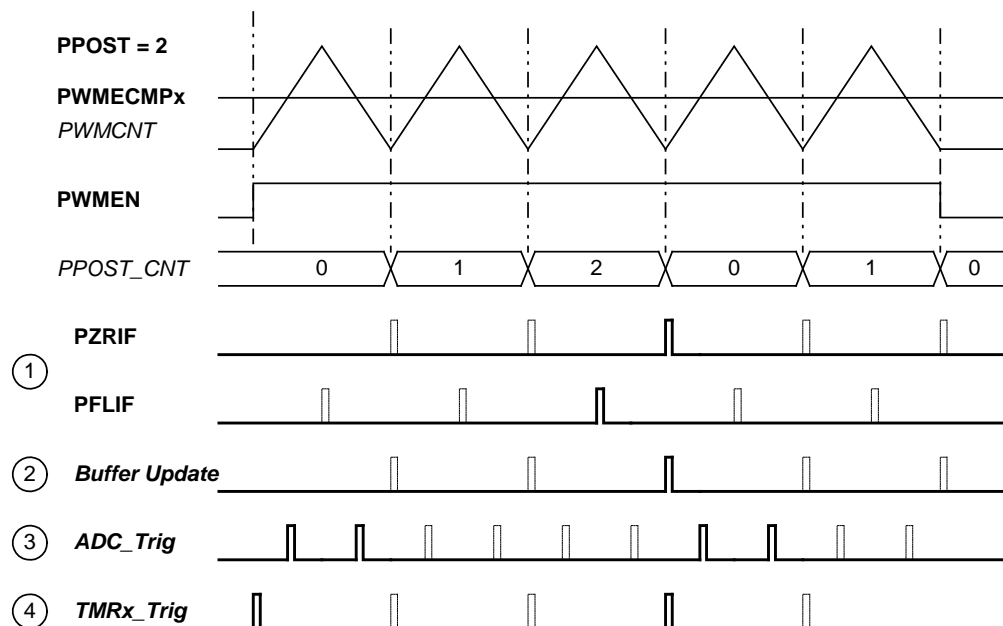 PPOST = 2
PWMECMPx
PWMCNT
PWMEN
PPOST_CNT 0 1 2 0 1 0
PZRIF
1
PFLIF
2 Buffer Update
3 ADC_Trig
4 TMRx_Trig